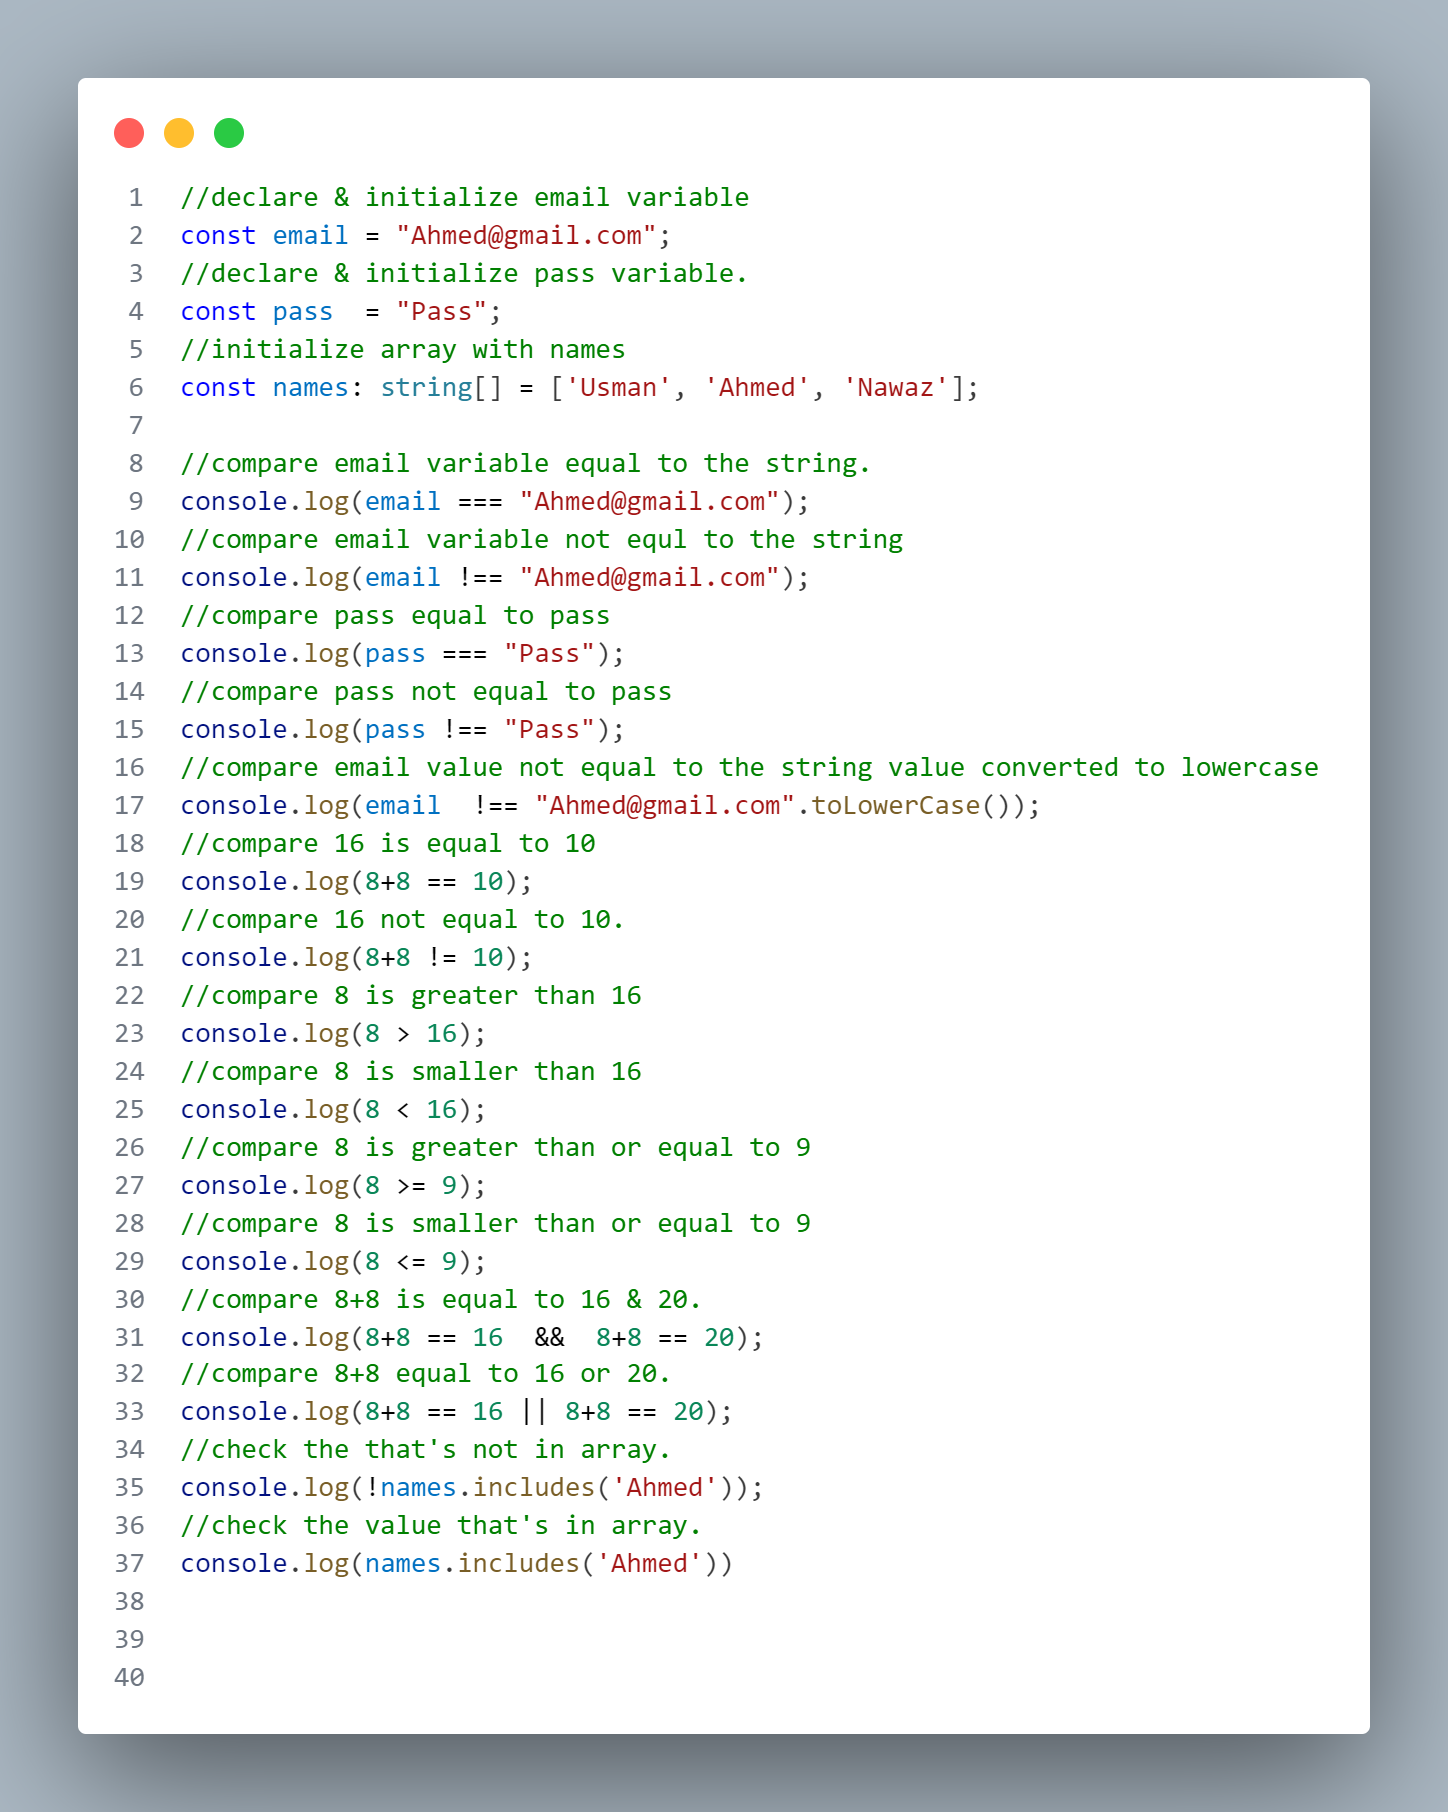 1 //declare & initialize email variable
2 const email = "Ahmed@gmail.com";
3 //declare & initialize pass variable.
4 const pass  = "Pass";
5 //initialize array with names
6 const names: string[] = ['Usman', 'Ahmed', 'Nawaz'];
7
8 //compare email variable equal to the string.
9 console.log(email === "Ahmed@gmail.com");
10 //compare email variable not equl to the string
11 console.log(email !== "Ahmed@gmail.com");
12 //compare pass equal to pass
13 console.log(pass === "Pass");
14 //compare pass not equal to pass
15 console.log(pass !== "Pass");
16 //compare email value not equal to the string value converted to lowercase
17 console.log(email  !== "Ahmed@gmail.com".toLowerCase());
18 //compare 16 is equal to 10
19 console.log(8+8 == 10);
20 //compare 16 not equal to 10.
21 console.log(8+8 != 10);
22 //compare 8 is greater than 16
23 console.log(8 > 16);
24 //compare 8 is smaller than 16
25 console.log(8 < 16);
26 //compare 8 is greater than or equal to 9
27 console.log(8 >= 9);
28 //compare 8 is smaller than or equal to 9
29 console.log(8 <= 9);
30 //compare 8+8 is equal to 16 & 20.
31 console.log(8+8 == 16  &&  8+8 == 20);
32 //compare 8+8 equal to 16 or 20.
33 console.log(8+8 == 16 || 8+8 == 20);
34 //check the that's not in array.
35 console.log(!names.includes('Ahmed'));
36 //check the value that's in array.
37 console.log(names.includes('Ahmed'))
38
39
40